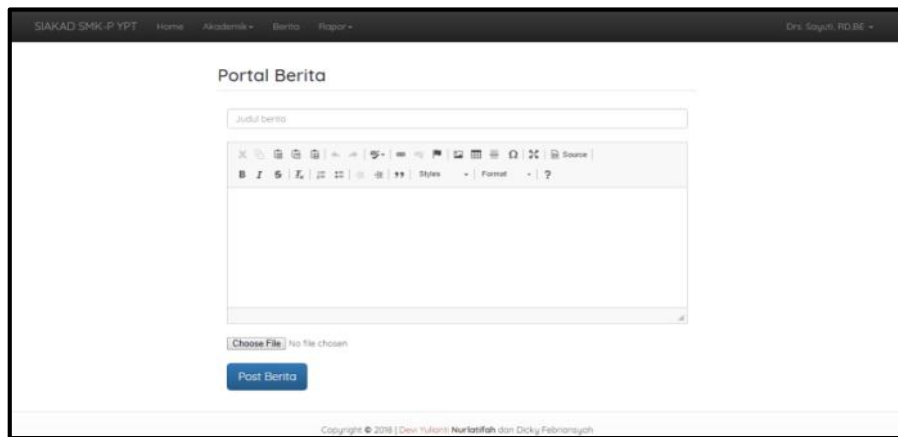 SIAKAD SMK-P YPT Home Akademik Berita Rapor Drs. Sayuti, RD,BE
Portal Berita
Judul berita
Source
B I S Styles Format ?
Choose File No file chosen
Post Berita
Copyright © 2018 | Devi Yulianti Nurlatifah dan Dicky Febriansyah